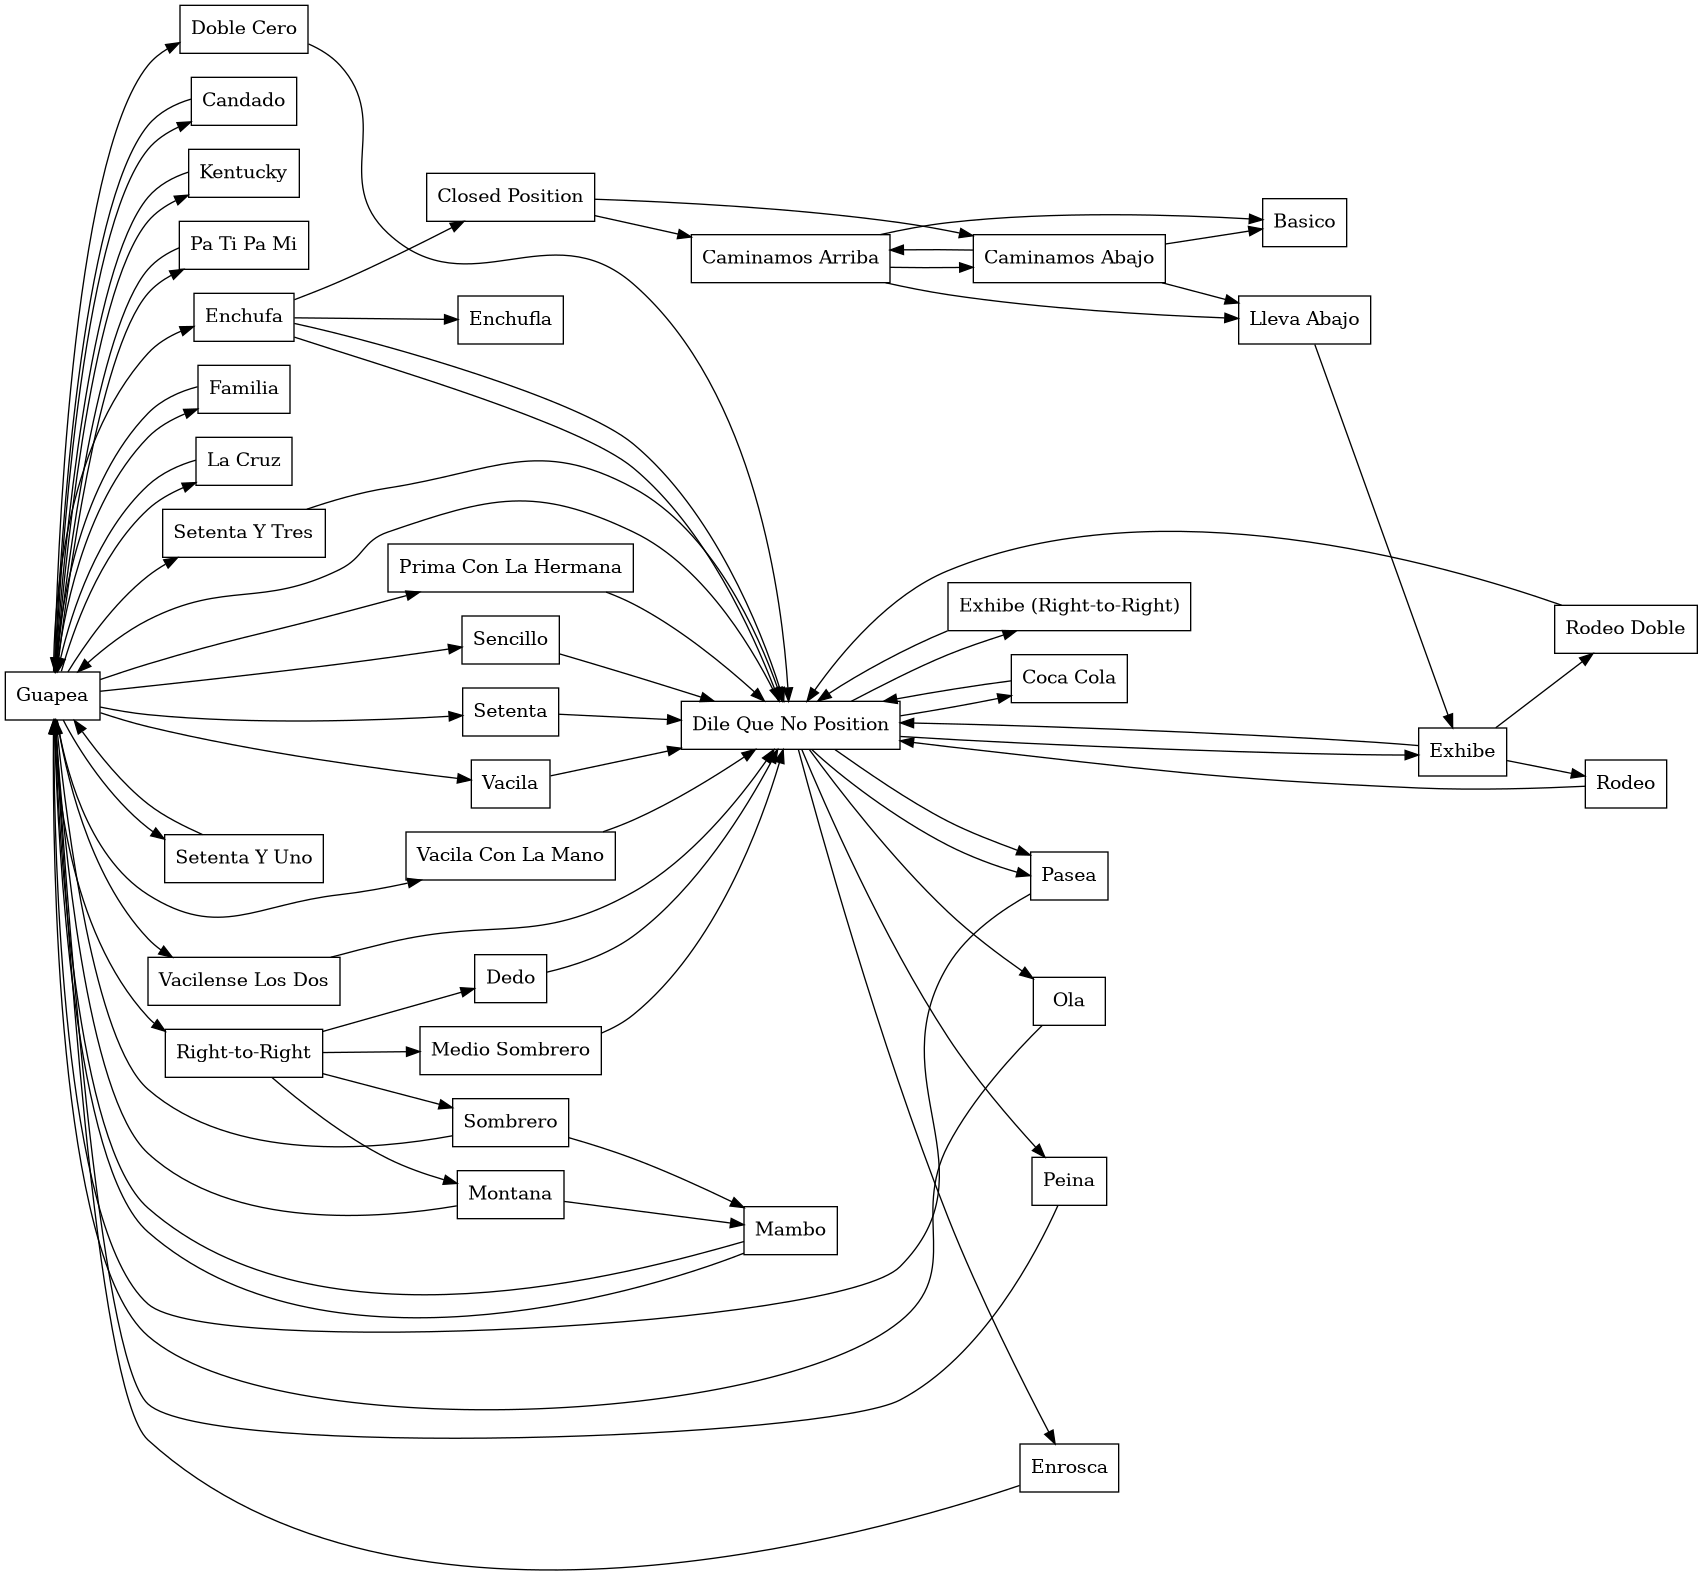 Doble Cero
Candado
Kentucky
Pa Ti Pa Mi
Enchufa
Familia
La Cruz
Setenta Y Tres
Guapea
Setenta Y Uno
Vacilense Los Dos
Right-to-Right
Closed Position
Enchufla
Prima Con La Hermana
Sencillo
Setenta
Vacila
Vacila Con La Mano
Dedo
Medio Sombrero
Sombrero
Montana
Caminamos Arriba
Dile Que No Position
Mambo
Caminamos Abajo
Exhibe (Right-to-Right)
Coca Cola
Pasea
Ola
Peina
Enrosca
Basico
Lleva Abajo
Exhibe
Rodeo Doble
Rodeo